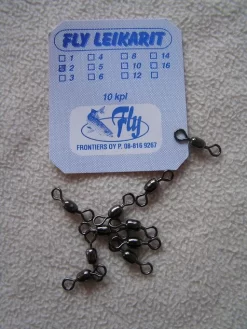 FLY LEIKARIT
1 4 8 14
2 5 10 16
3 6 12
10 kpl
Fly
FRONTIERS OY P. 08-816 9267